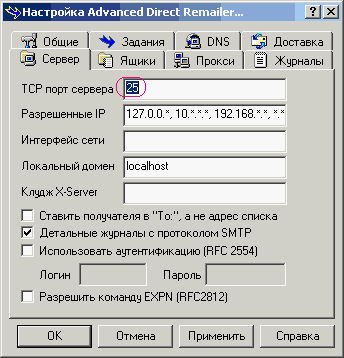 Настройка Advanced Direct Remailer...
Общие Задания DNS Доставка
Сервер Ящики Прокси Журналы
TCP порт сервера 25
Разрешенные IP 127.0.0.*, 10.*.*.*, 192.168.*.*, *.*
Интерфейс сети
Локальный домен localhost
Клудж X-Server
Ставить получателя в "To:", а не адрес списка
Детальные журналы с протоколом SMTP
Использовать аутентификацию (RFC 2554)
Логин Пароль
Разрешить команду EXPN (RFC2812)
OK Отмена Применить Справка